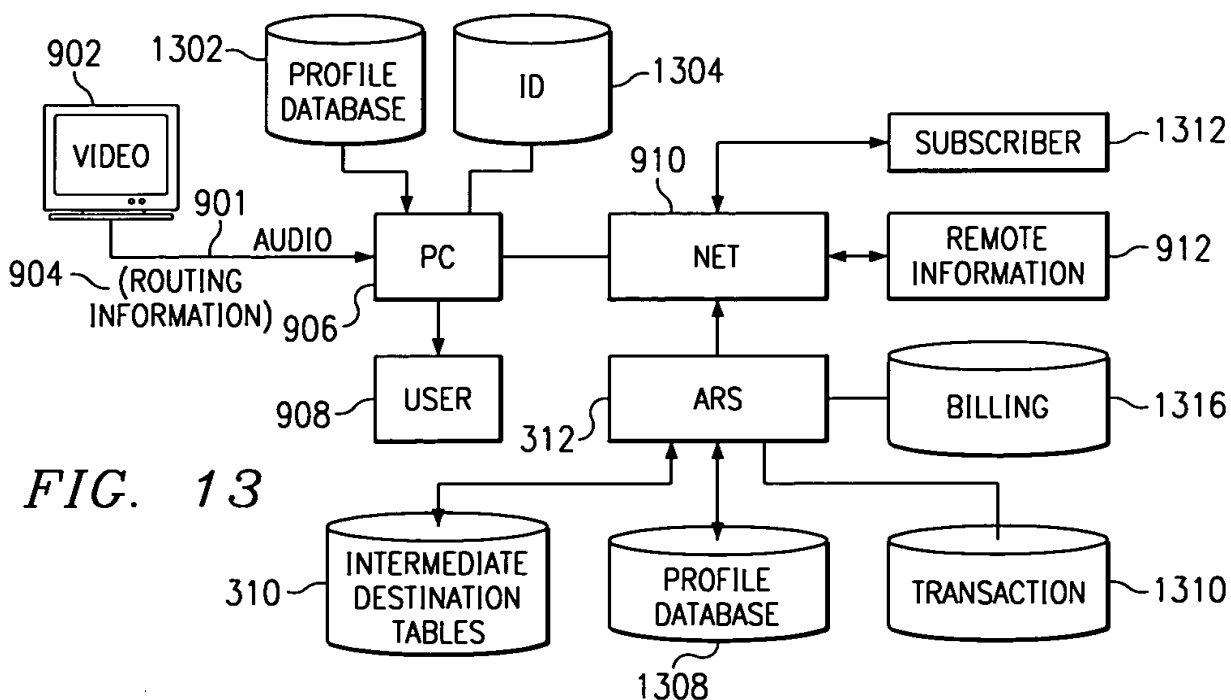 902
1302
PROFILE
DATABASE
ID
1304
VIDEO
901
AUDIO
904
(ROUTING
INFORMATION)
PC
906
910
NET
SUBSCRIBER
1312
REMOTE
INFORMATION
912
USER
908
ARS
312
BILLING
1316
FIG. 13
INTERMEDIATE
DESTINATION
TABLES
310
PROFILE
DATABASE
1308
TRANSACTION
1310